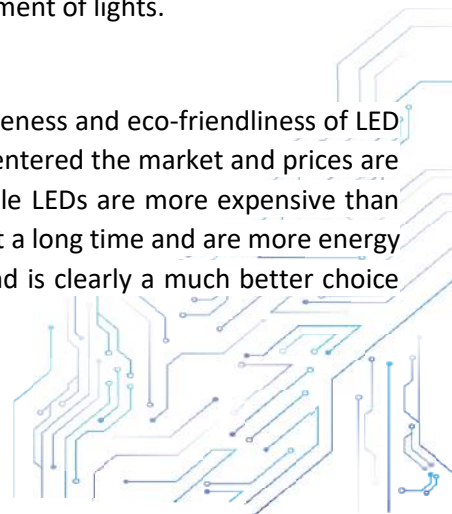 ment of lights.
eness and eco-friendliness of LED
entered the market and prices are
le LEDs are more expensive than
t a long time and are more energy
nd is clearly a much better choice